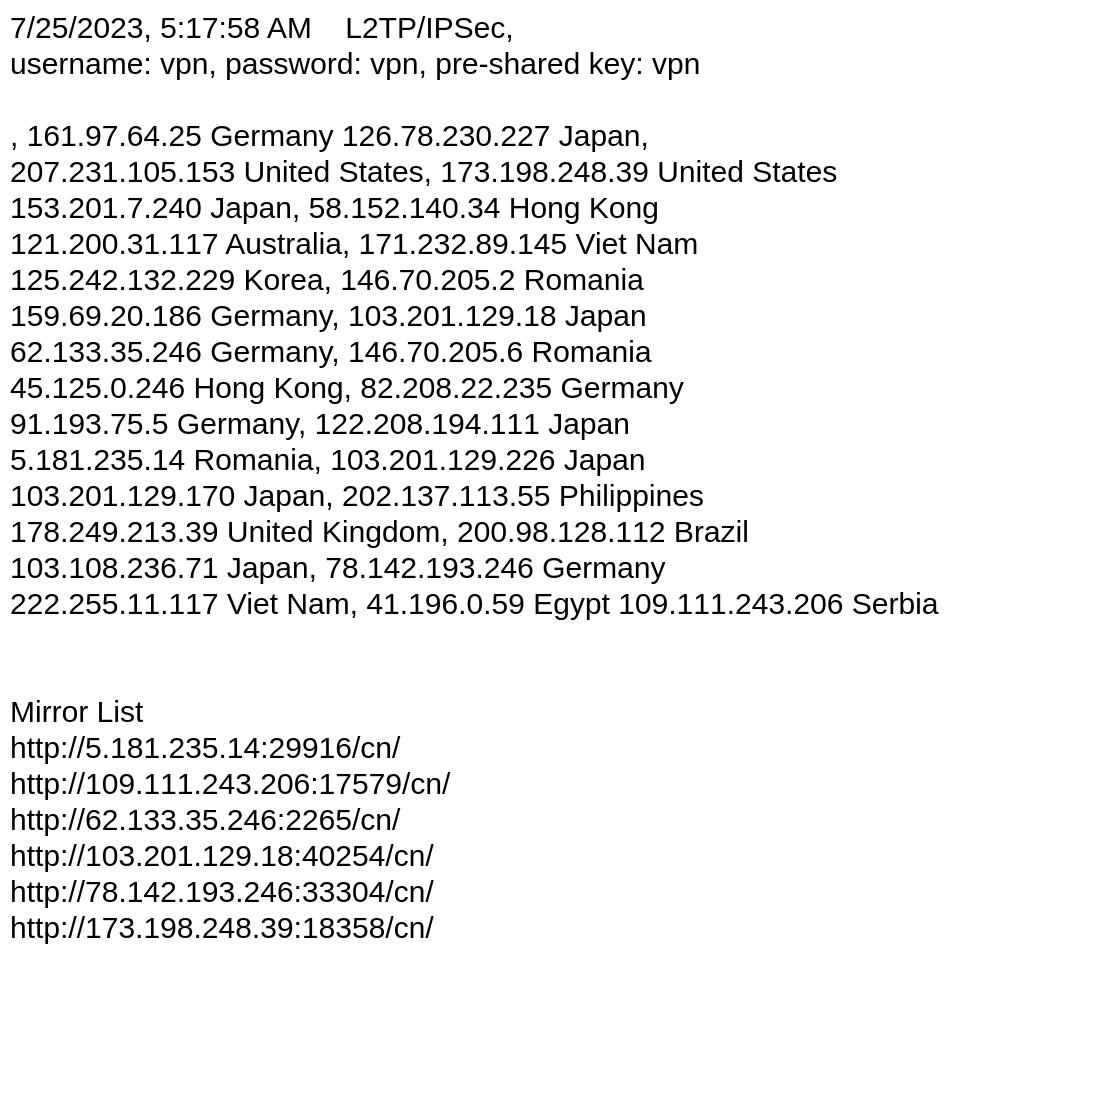 7/25/2023, 5:17:58 AM    L2TP/IPSec,
username: vpn, password: vpn, pre-shared key: vpn
, 161.97.64.25 Germany 126.78.230.227 Japan,
207.231.105.153 United States, 173.198.248.39 United States
153.201.7.240 Japan, 58.152.140.34 Hong Kong
121.200.31.117 Australia, 171.232.89.145 Viet Nam
125.242.132.229 Korea, 146.70.205.2 Romania
159.69.20.186 Germany, 103.201.129.18 Japan
62.133.35.246 Germany, 146.70.205.6 Romania
45.125.0.246 Hong Kong, 82.208.22.235 Germany
91.193.75.5 Germany, 122.208.194.111 Japan
5.181.235.14 Romania, 103.201.129.226 Japan
103.201.129.170 Japan, 202.137.113.55 Philippines
178.249.213.39 United Kingdom, 200.98.128.112 Brazil
103.108.236.71 Japan, 78.142.193.246 Germany
222.255.11.117 Viet Nam, 41.196.0.59 Egypt 109.111.243.206 Serbia
Mirror List
http://5.181.235.14:29916/cn/
http://109.111.243.206:17579/cn/
http://62.133.35.246:2265/cn/
http://103.201.129.18:40254/cn/
http://78.142.193.246:33304/cn/
http://173.198.248.39:18358/cn/